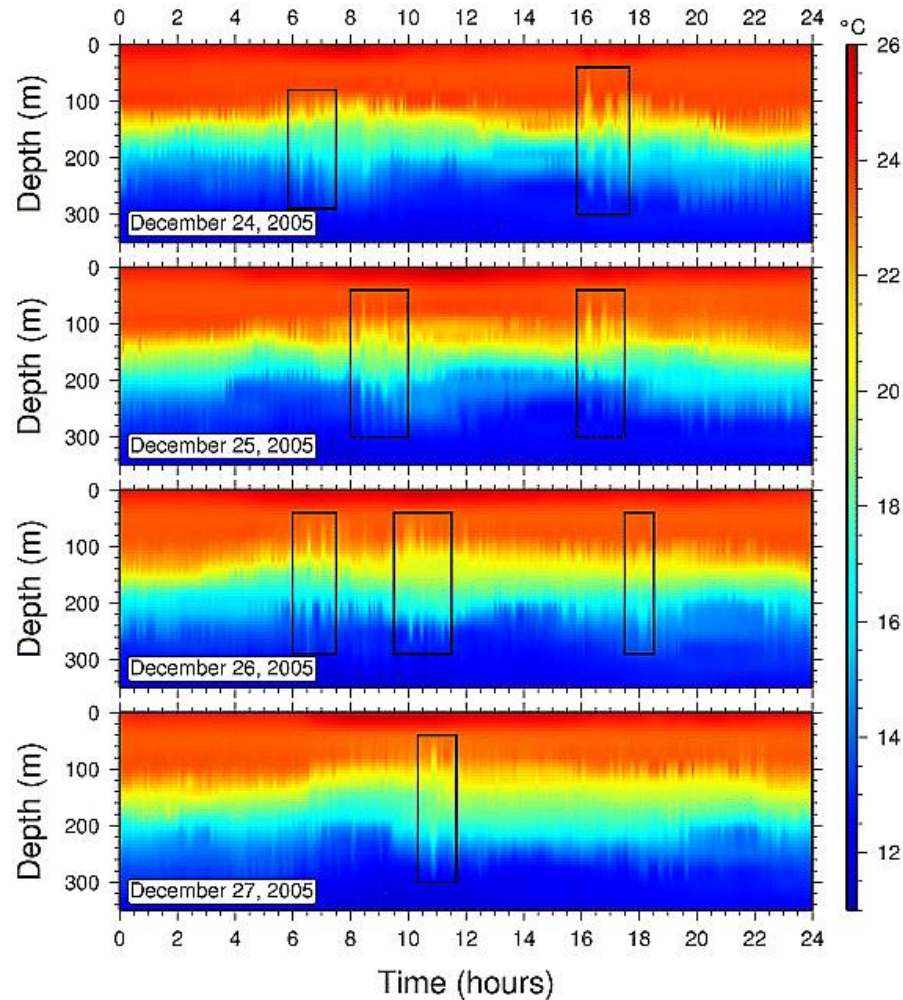 0 2 4 6 8 10 12 14 16 18 20 22 24
°C
0
100
200
300
Depth (m)
December 24, 2005
0
100
200
300
Depth (m)
December 25, 2005
0
100
200
300
Depth (m)
December 26, 2005
0
100
200
300
Depth (m)
December 27, 2005
0 2 4 6 8 10 12 14 16 18 20 22 24
Time (hours)
26
24
22
20
18
16
14
12